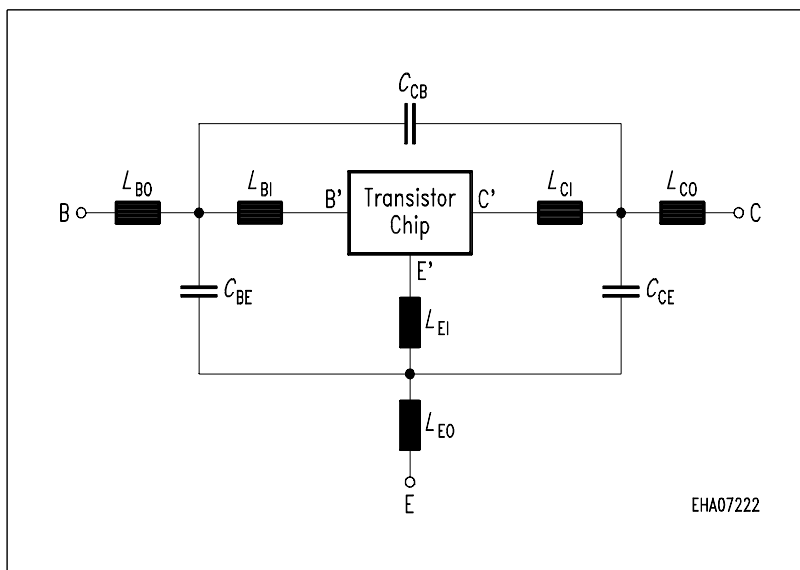 C_CB
L_BO
L_BI
B'
Transistor
Chip
C'
L_CI
L_CO
B
C
E'
C_BE
L_EI
C_CE
L_EO
E
EHA07222